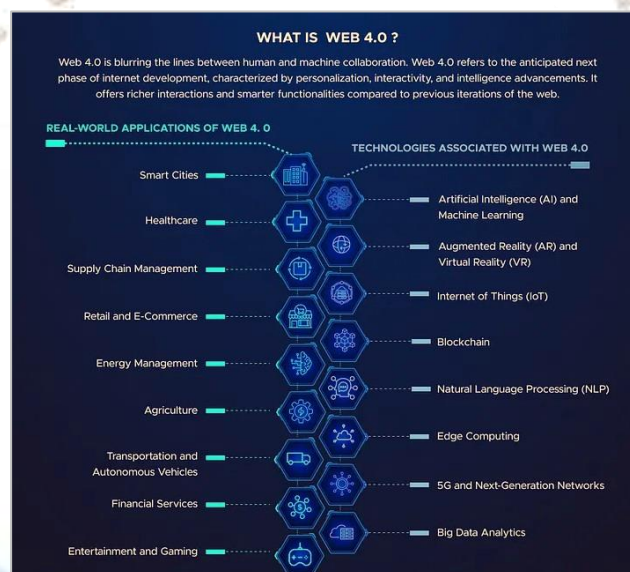 WHAT IS WEB 4.0 ?
Web 4.0 is blurring the lines between human and machine collaboration. Web 4.0 refers to the anticipated next
phase of internet development, characterized by personalization, interactivity, and intelligence advancements. It
offers richer interactions and smarter functionalities compared to previous iterations of the web.
REAL-WORLD APPLICATIONS OF WEB 4. 0
Smart Cities
Healthcare
Supply Chain Management
Retail and E-Commerce
Energy Management
Agriculture
Transportation and
Autonomous Vehicles
Financial Services
Entertainment and Gaming
TECHNOLOGIES ASSOCIATED WITH WEB 4.0
Artificial Intelligence (AI) and
Machine Learning
Augmented Reality (AR) and
Virtual Reality (VR)
Internet of Things (IoT)
Blockchain
Natural Language Processing (NLP)
Edge Computing
5G and Next-Generation Networks
Big Data Analytics